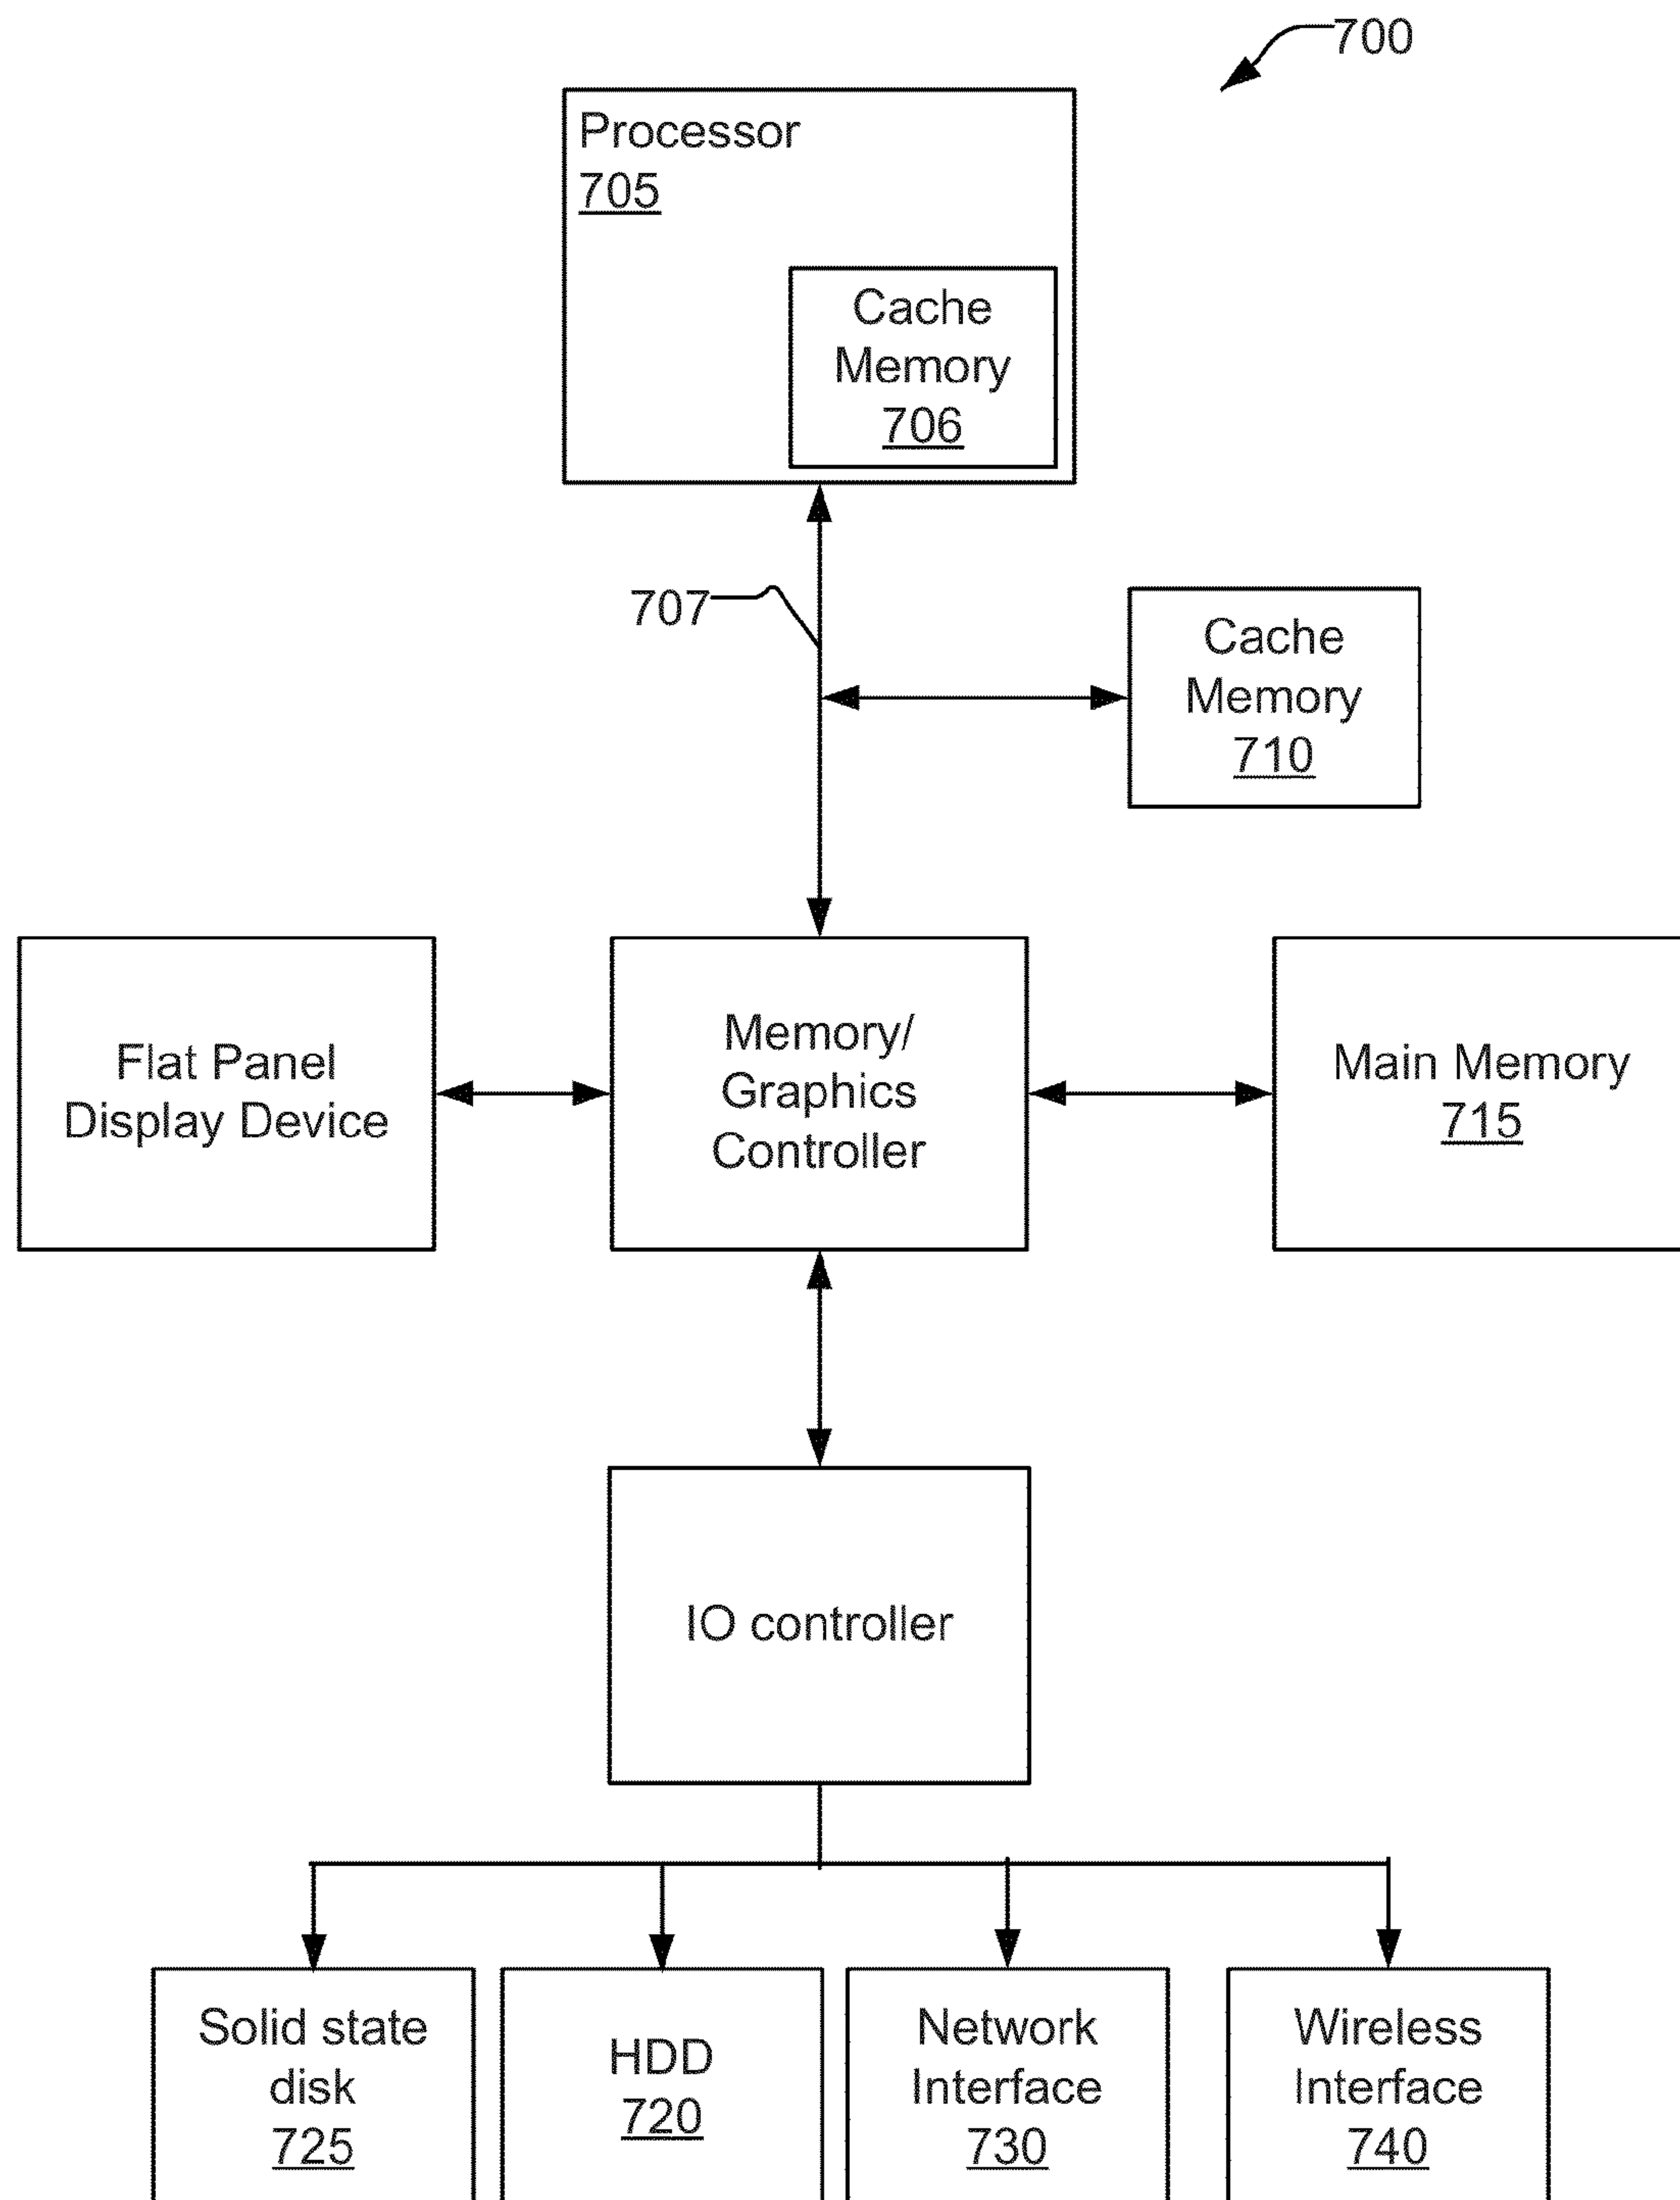 700
Processor
705
Cache
Memory
706
707
Cache
Memory
710
Flat Panel
Display Device
Memory/
Graphics
Controller
Main Memory
715
IO controller
Solid state
disk
725
HDD
720
Network
Interface
730
Wireless
Interface
740